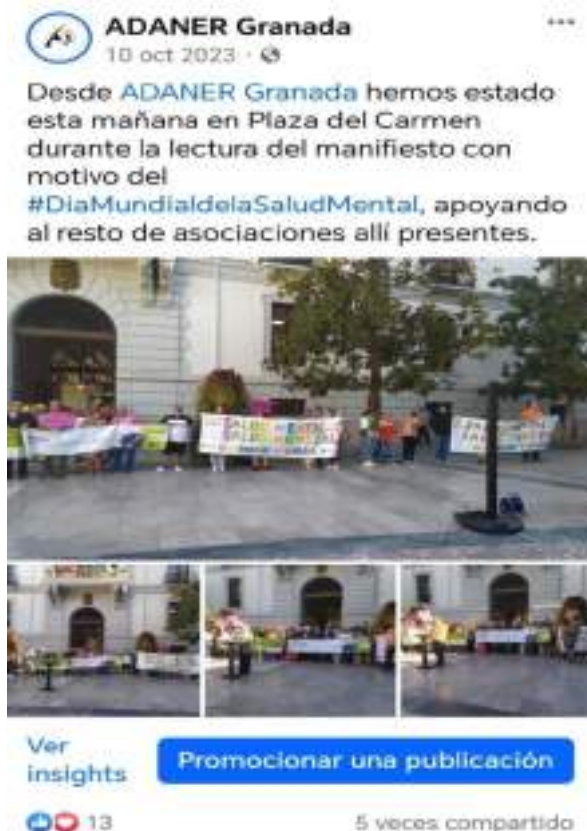 ADANER Granada
10 oct 2023 ·
Desde ADANER Granada hemos estado
esta mañana en Plaza del Carmen
durante la lectura del manifiesto con
motivo del
#DiaMundialdelaSaludMental, apoyando
al resto de asociaciones allí presentes.
Ver
insights
Promocionar una publicación
13
5 veces compartido